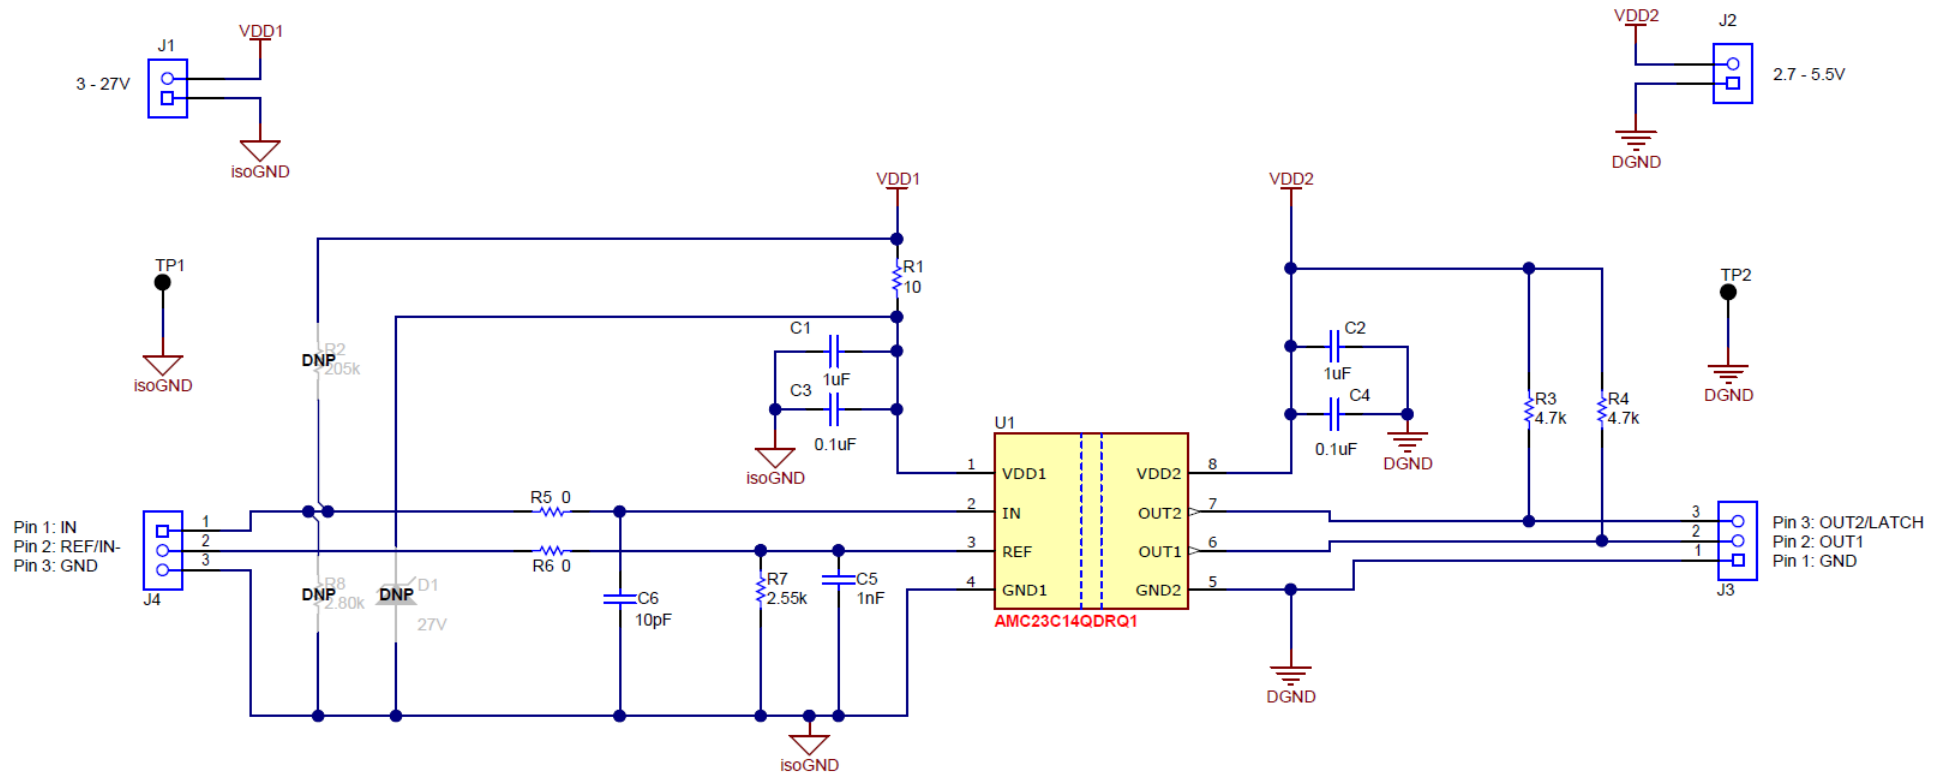 VDD1
J1
3 - 27V
isoGND
VDD2
J2
2.7 - 5.5V
DGND
TP1
isoGND
VDD1
R1
10
C1
1uF
C3
0.1uF
isoGND
R2
DNP
205k
VDD2
C2
1uF
C4
0.1uF
DGND
R3
4.7k
R4
4.7k
TP2
DGND
U1
1 VDD1
2 IN
3 REF
4 GND1
VDD2 8
OUT2 7
OUT1 6
GND2 5
AMC23C14QDRQ1
Pin 1: IN
Pin 2: REF/IN-
Pin 3: GND
1
2
3
J4
R5 0
R6 0
R8
DNP
2.80k
D1
DNP
27V
C6
10pF
R7
2.55k
C5
1nF
isoGND
DGND
3
2
1
Pin 3: OUT2/LATCH
Pin 2: OUT1
Pin 1: GND
J3